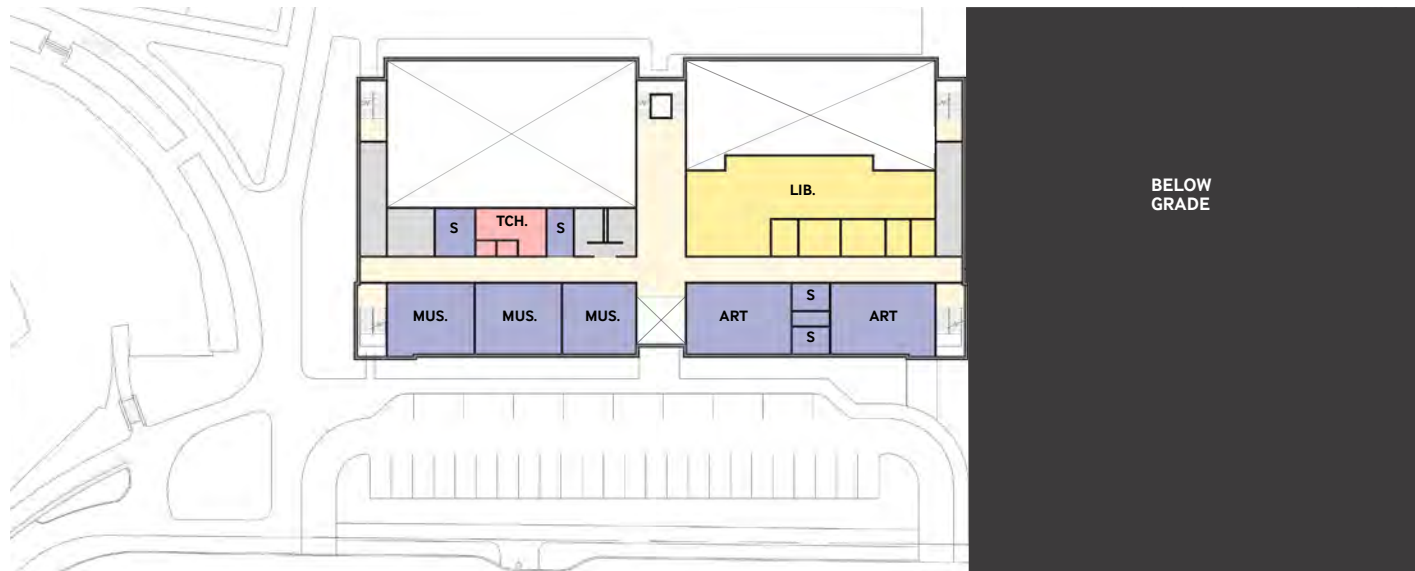 BELOW
GRADE
LIB.
S
TCH.
S
MUS.
MUS.
MUS.
ART
S
S
ART